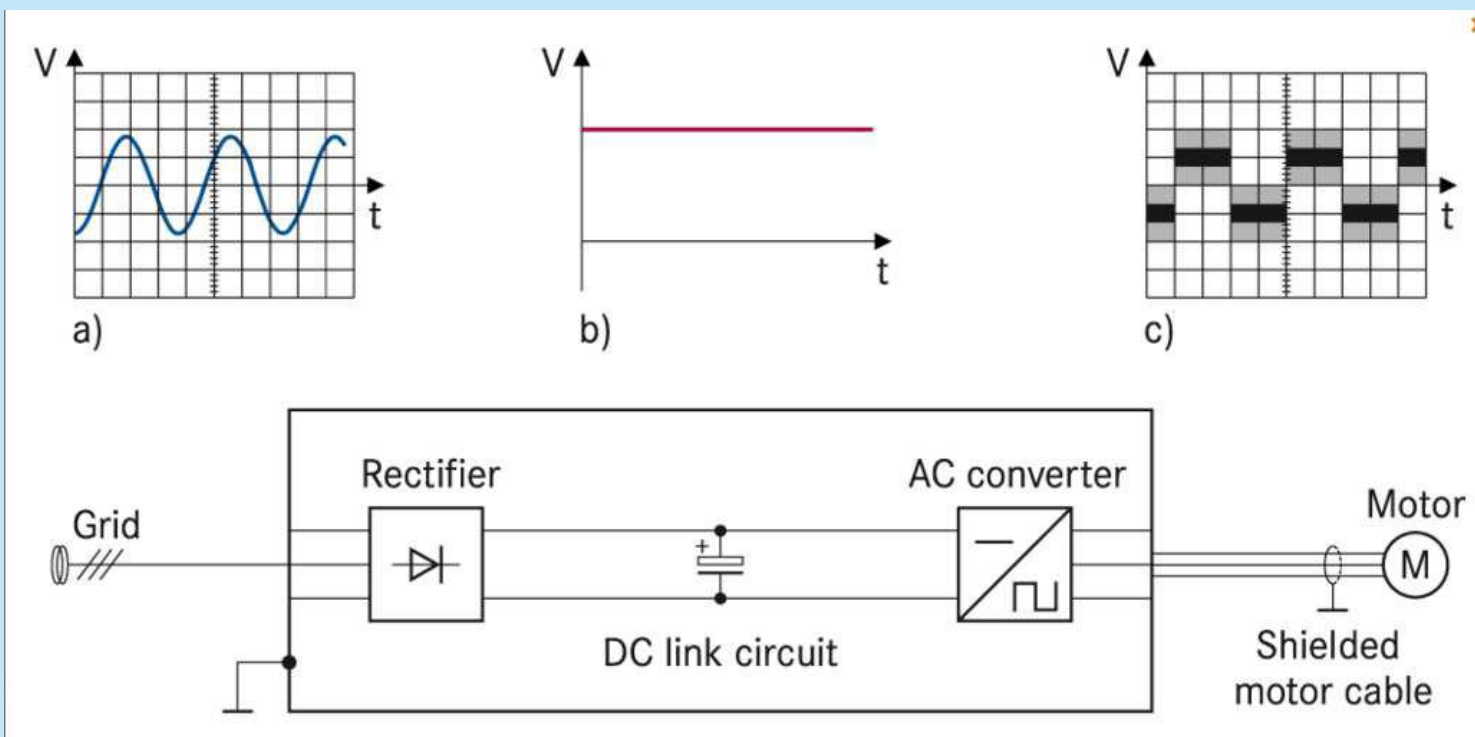 V
t
a)
V
t
b)
V
t
c)
Grid
Rectifier
+
DC link circuit
AC converter
Motor
M
Shielded
motor cable